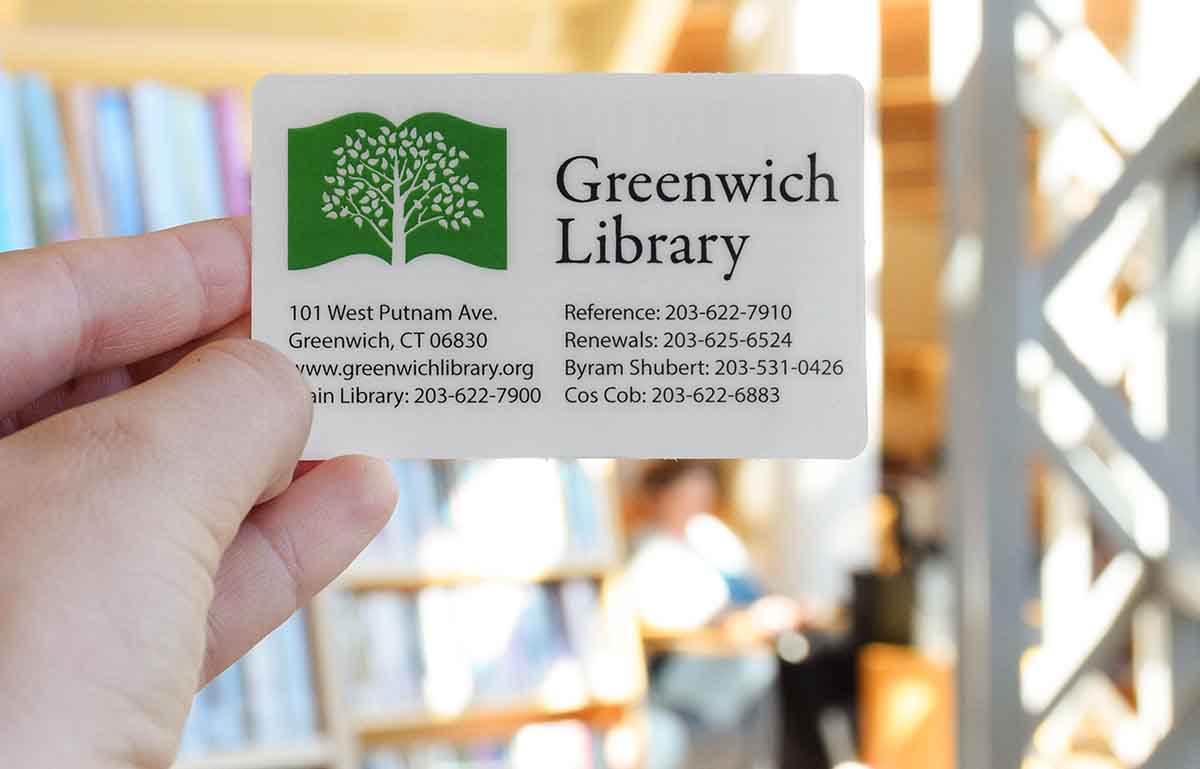 Greenwich
Library
101 West Putnam Ave.
Greenwich, CT 06830
www.greenwichlibrary.org
ain Library: 203-622-7900
Reference: 203-622-7910
Renewals: 203-625-6524
Byram Shubert: 203-531-0426
Cos Cob: 203-622-6883